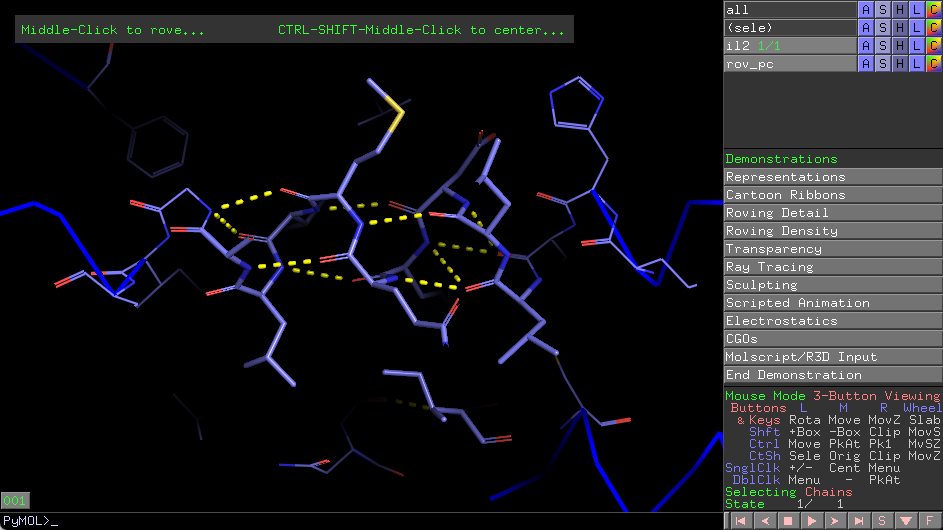 Middle-Click to rove... CTRL-SHIFT-Middle-Click to center...
all A S H L C
(sele) A S H L C
il2 1/1 A S H L C
rov_pc A S H L C
Demonstrations
Representations
Cartoon Ribbons
Roving Detail
Roving Density
Transparency
Ray Tracing
Sculpting
Scripted Animation
Electrostatics
CGOs
Molscript/R3D Input
End Demonstration
Mouse Mode 3-Button Viewing
Buttons L M R Wheel
& Keys Rota Move MovZ Slab
Shft +Box -Box Clip MovS
Ctrl Move PkAt Pk1 MvSZ
CtSh Sele Orig Clip MovZ
SnglClk +/- Cent Menu
DblClk Menu - PkAt
Selecting Chains
State 1/ 1
001
PyMOL>_
S F